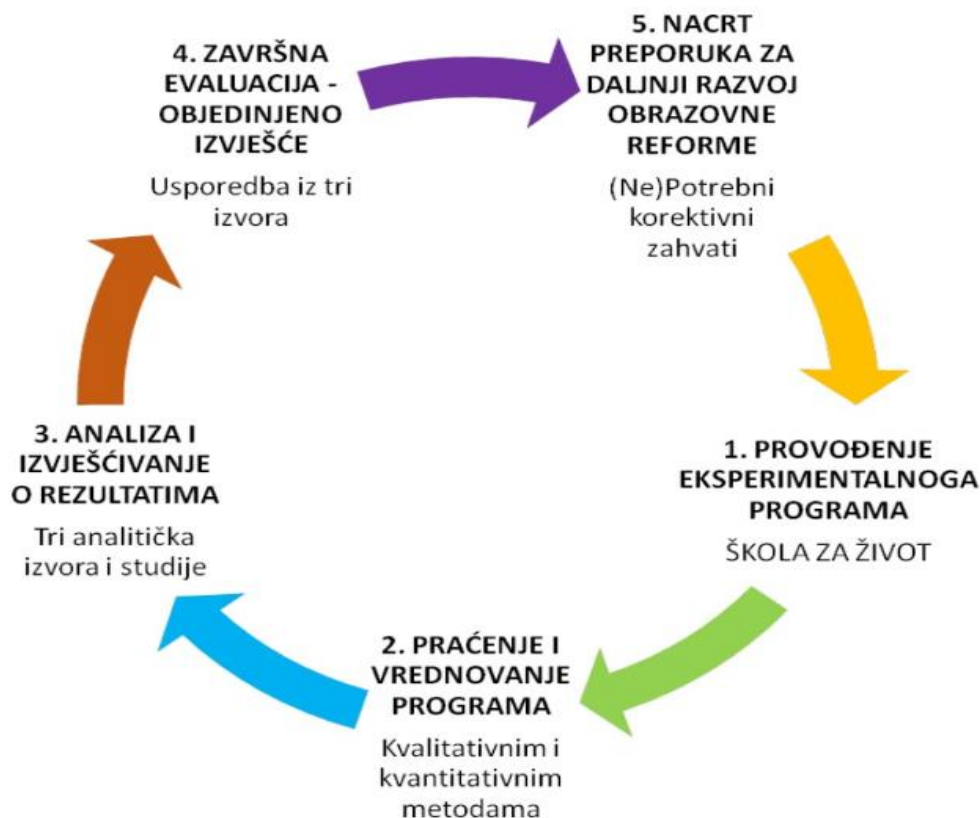 4. ZAVRŠNA
EVALUACIJA -
OBJEDINJENO
IZVJEŠĆE
Usporedba iz tri
izvora
5. NACRT
PREPORUKA ZA
DALJNJI RAZVOJ
OBRAZOVNE
REFORME
(Ne)Potrebni
korektivni
zahvati
3. ANALIZA I
IZVJEŠĆIVANJE
O REZULTATIMA
Tri analitička
izvora i studije
1. PROVOĐENJE
EKSPERIMENTALNOGA
PROGRAMA
ŠKOLA ZA ŽIVOT
2. PRAĆENJE I
VREDNOVANJE
PROGRAMA
Kvalitativnim i
kvantitativnim
metodama